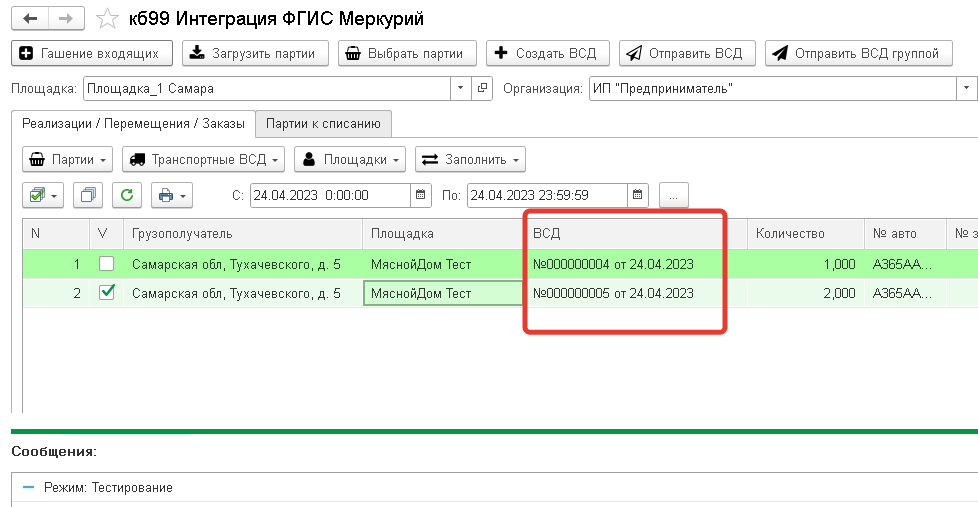 кб99 Интеграция ФГИС Меркурий
Гашение входящих Загрузить партии Выбрать партии Создать ВСД Отправить ВСД Отправить ВСД группой
Площадка: Площадка_1 Самара Организация: ИП "Предприниматель"
Реализации / Перемещения / Заказы Партии к списанию
Партии Транспортные ВСД Площадки Заполнить
С: 24.04.2023 0:00:00 По: 24.04.2023 23:59:59 ...
N V Грузополучатель Площадка ВСД Количество № авто № з
1 Самарская обл, Тухачевского, д. 5 МяснойДом Тест №000000004 от 24.04.2023 1,000 А365АА...
2 Самарская обл, Тухачевского, д. 5 МяснойДом Тест №000000005 от 24.04.2023 2,000 А365АА...
Сообщения:
Режим: Тестирование